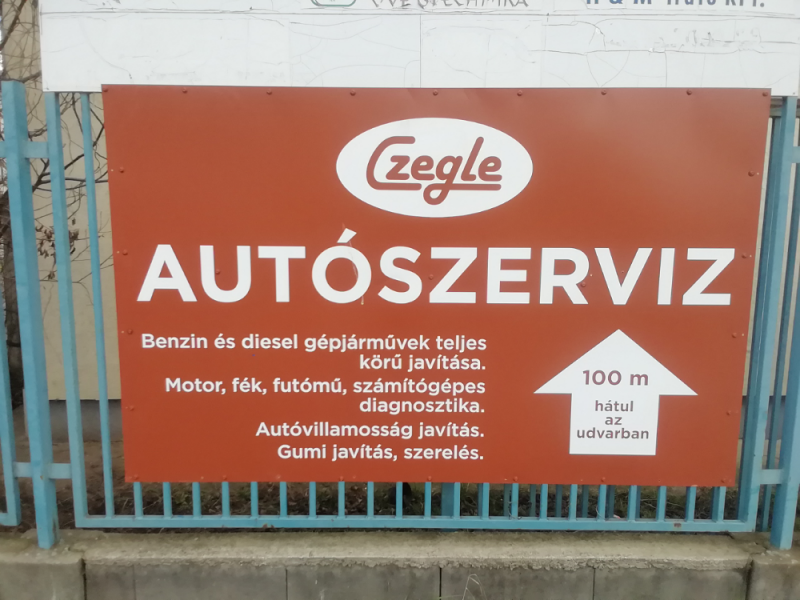 Czegle
AUTÓSZERVIZ
Benzin és diesel gépjárművek teljes
körű javítása.
Motor, fék, futómű, számítógépes
diagnosztika.
Autóvillamosság javítás.
Gumi javítás, szerelés.
100 m
hátul
az
udvarban